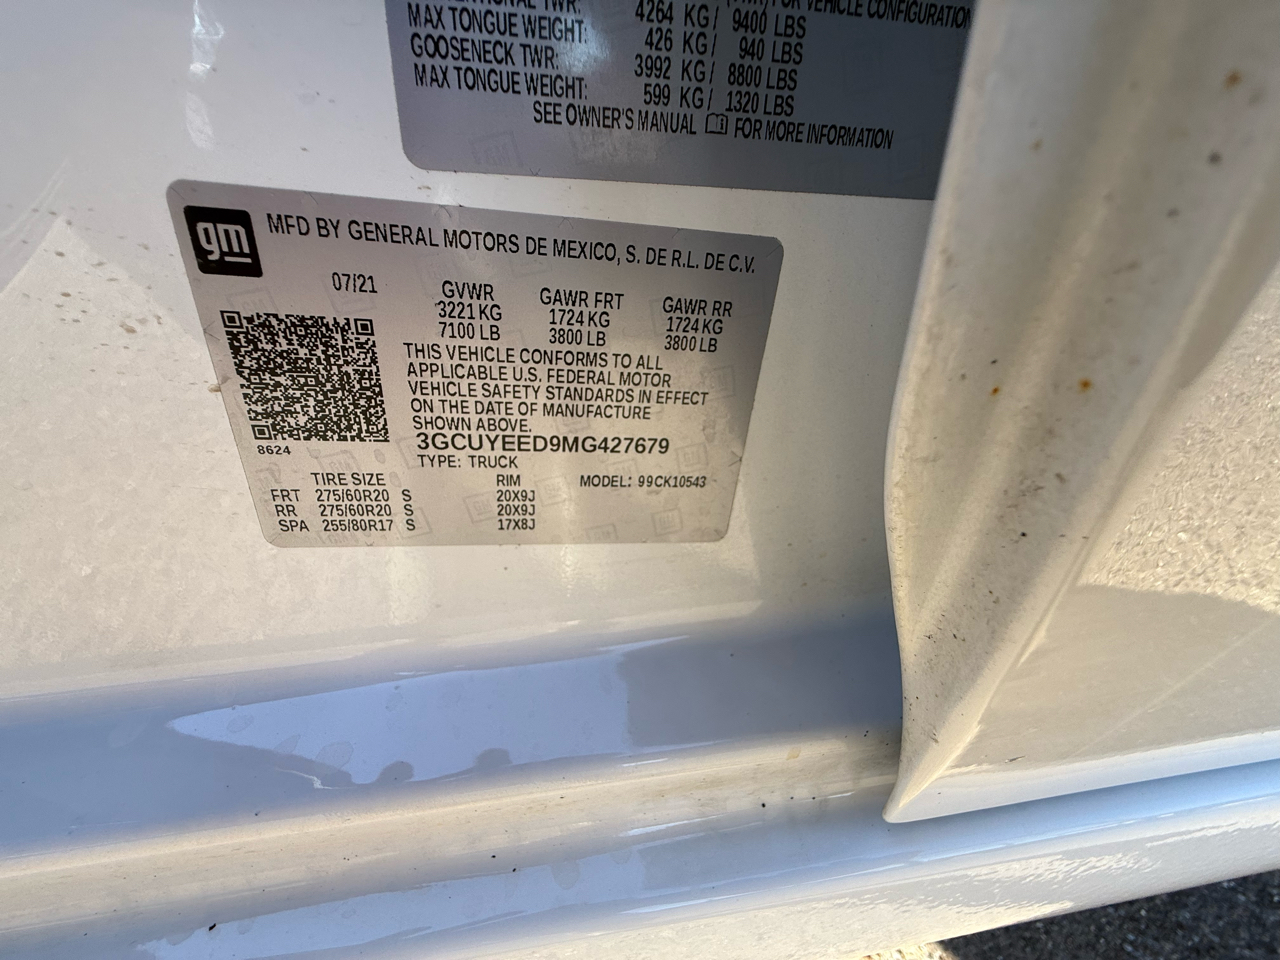 4264 KG/ 9400 LBS
FOR VEHICLE CONFIGURATION
MAX TONGUE WEIGHT: 426 KG/ 940 LBS
GOOSENECK TWR: 3992 KG/ 8800 LBS
MAX TONGUE WEIGHT: 599 KG/ 1320 LBS
SEE OWNER'S MANUAL FOR MORE INFORMATION
gm
MFD BY GENERAL MOTORS DE MEXICO, S. DE R.L. DE C.V.
07/21
GVWR
3221 KG
7100 LB
GAWR FRT
1724 KG
3800 LB
GAWR RR
1724 KG
3800 LB
THIS VEHICLE CONFORMS TO ALL
APPLICABLE U.S. FEDERAL MOTOR
VEHICLE SAFETY STANDARDS IN EFFECT
ON THE DATE OF MANUFACTURE
SHOWN ABOVE.
3GCUYEED9MG427679
8624
TYPE: TRUCK
TIRE SIZE RIM MODEL: 99CK10543
FRT 275/60R20 S 20X9J
RR 275/60R20 S 20X9J
SPA 255/80R17 S 17X8J